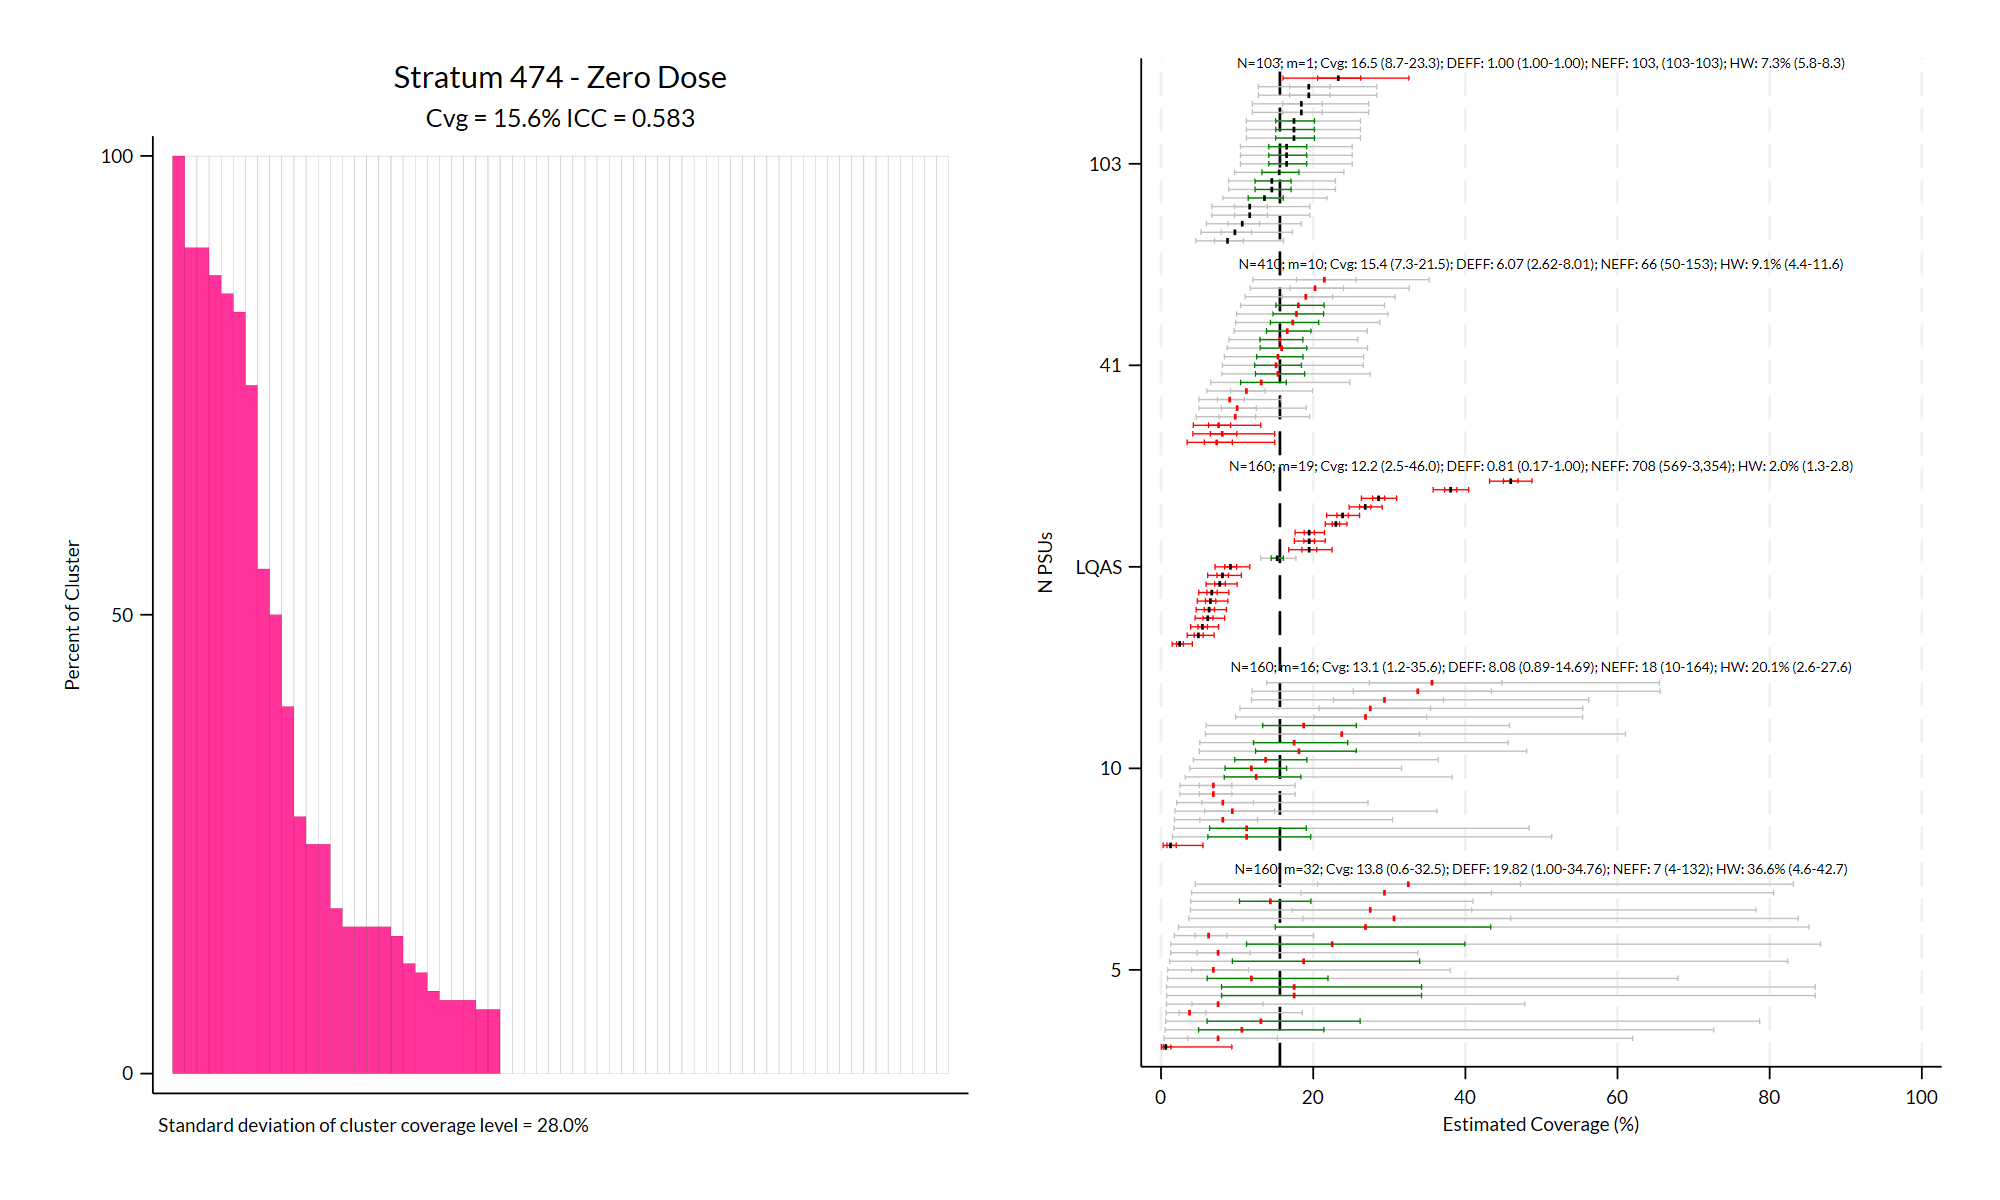 Stratum 474 - Zero Dose
Cvg = 15.6% ICC = 0.583
100
50
0
Percent of Cluster
Standard deviation of cluster coverage level = 28.0%
N=103; m=1; Cvg: 16.5 (8.7-23.3); DEFF: 1.00 (1.00-1.00); NEFF: 103, (103-103); HW: 7.3% (5.8-8.3)
103
N=410; m=10; Cvg: 15.4 (7.3-21.5); DEFF: 6.07 (2.62-8.01); NEFF: 66 (50-153); HW: 9.1% (4.4-11.6)
41
N=160; m=19; Cvg: 12.2 (2.5-46.0); DEFF: 0.81 (0.17-1.00); NEFF: 708 (569-3,354); HW: 2.0% (1.3-2.8)
LQAS
N PSUs
N=160; m=16; Cvg: 13.1 (1.2-35.6); DEFF: 8.08 (0.89-14.69); NEFF: 18 (10-164); HW: 20.1% (2.6-27.6)
10
N=160; m=32; Cvg: 13.8 (0.6-32.5); DEFF: 19.82 (1.00-34.76); NEFF: 7 (4-132); HW: 36.6% (4.6-42.7)
5
0 20 40 60 80 100
Estimated Coverage (%)